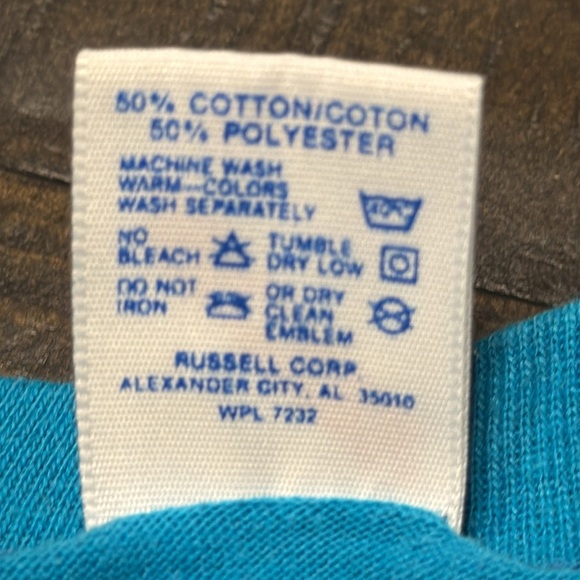 50% COTTON/COTON
50% POLYESTER
MACHINE WASH
WARM—COLORS
WASH SEPARATELY
NO
BLEACH
TUMBLE
DRY LOW
DO NOT
IRON
OR DRY
CLEAN
EMBLEM
RUSSELL CORP.
ALEXANDER CITY, AL 35010
WPL 7232